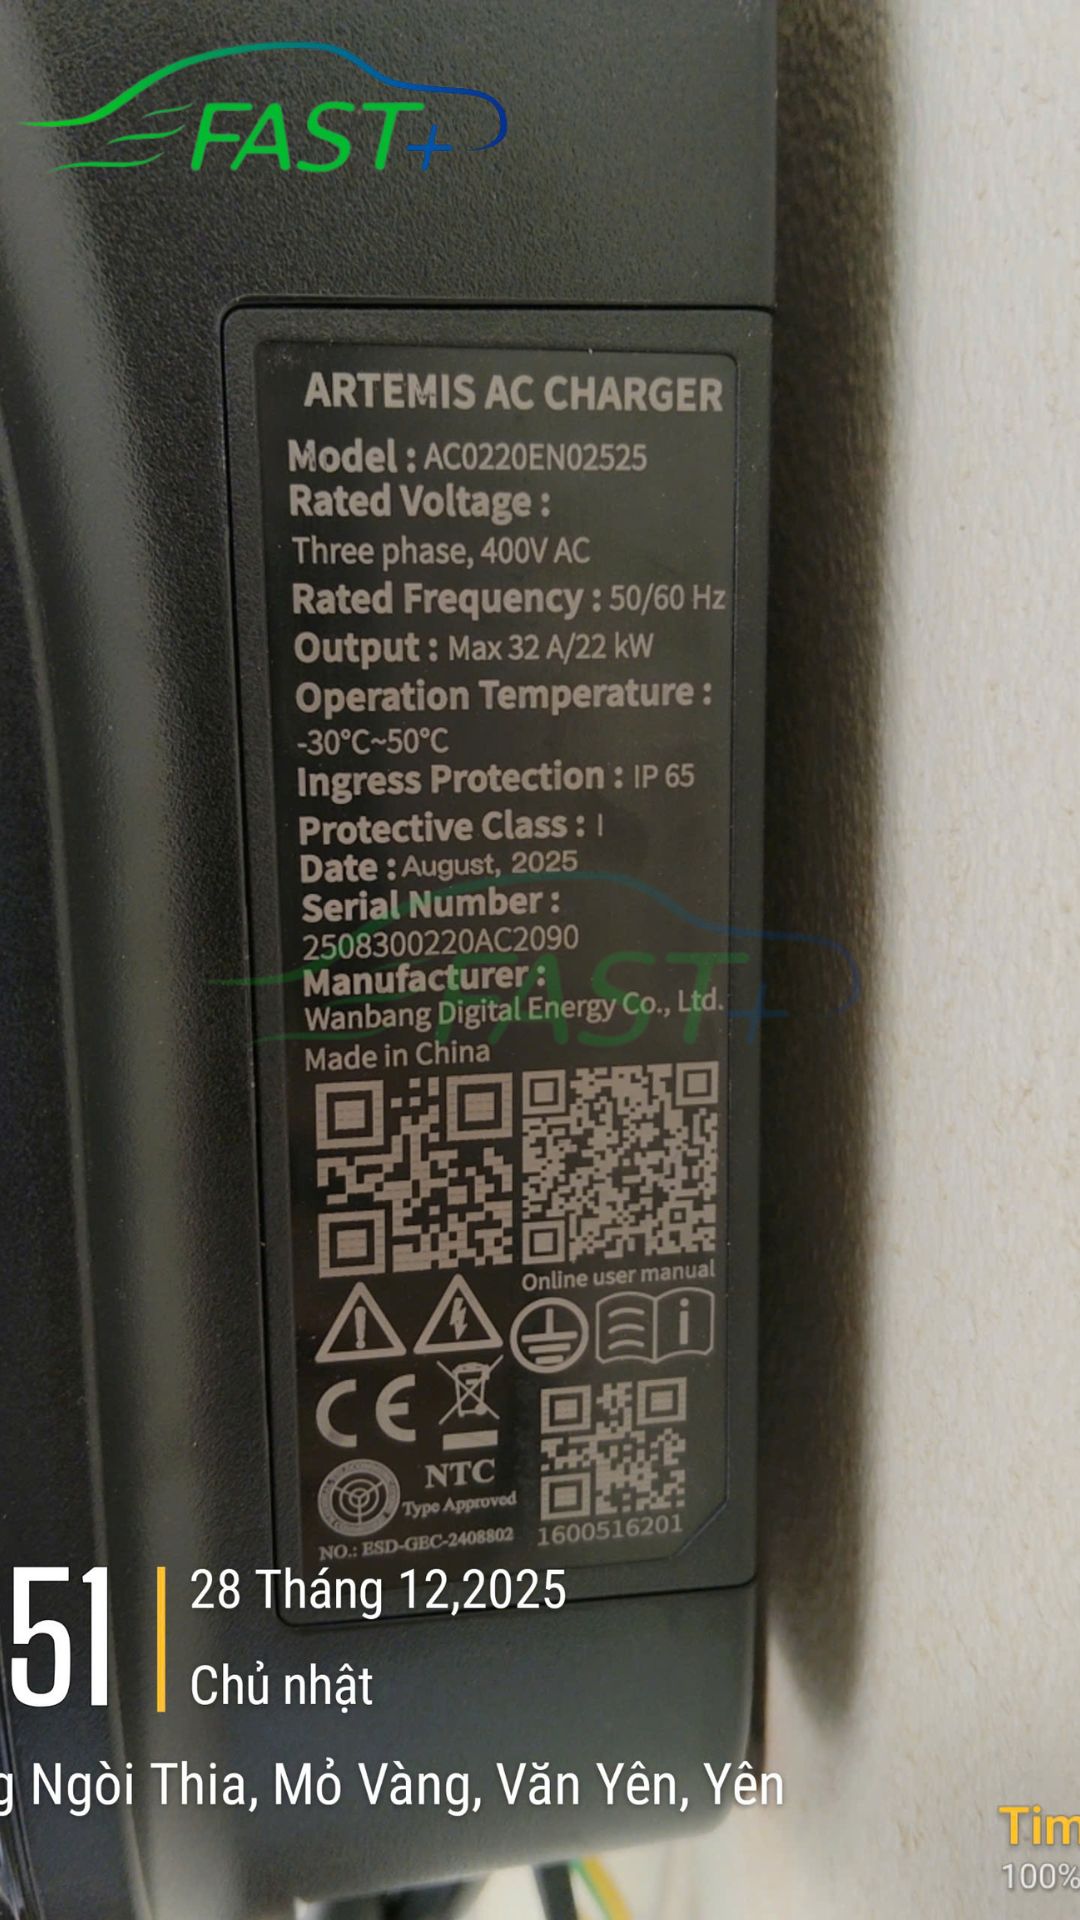 FAST+
ARTEMIS AC CHARGER
Model : AC0220EN02525
Rated Voltage :
Three phase, 400V AC
Rated Frequency : 50/60 Hz
Output : Max 32 A/22 kW
Operation Temperature :
-30°C~50°C
Ingress Protection : IP 65
Protective Class : I
Date : August, 2025
Serial Number :
2508300220AC2090
Manufacturer :
FAST+
Wanbang Digital Energy Co., Ltd.
Made in China
Online user manual
CE
NTC
Type Approved
NO.: ESD-GEC-2408802
1600516201
51
28 Tháng 12,2025
Chủ nhật
g Ngòi Thia, Mỏ Vàng, Văn Yên, Yên
Tim
100%